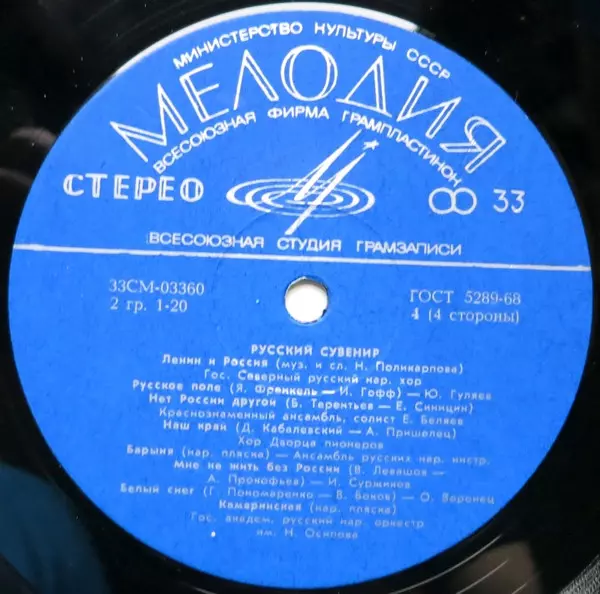 МИНИСТЕРСТВО КУЛЬТУРЫ СССР
МЕЛОДИЯ
ВСЕСОЮЗНАЯ ФИРМА ГРАМПЛАСТИНОК
СТЕРЕО
33
ВСЕСОЮЗНАЯ СТУДИЯ ГРАМЗАПИСИ
33СМ-03360
ГОСТ 5289-68
2 гр. 1-20
4 (4 стороны)
РУССКИЙ СУВЕНИР
Ленин и Россия (муз. и сл. Н. Поликарпова)
Гос. Северный русский нар. хор
Русское поле (Я. Френкель — И. Гофф) — Ю. Гуляев
Нет России другой (Б. Терентьев — Е. Синицин)
Краснознаменный ансамбль, солист Е. Беляев
Наш край (Д. Кабалевский — А. Пришелец)
Хор Дворца пионеров
Барыня (нар. пляска) — Ансамбль русских нар. инстр.
Мне не жить без России (В. Левашов —
А. Прокофьев) — И. Суржиков
Белый снег (Г. Пономаренко — В. Боков) — О. Воронец
Камаринская (нар. пляска)
Гос. академ. русский нар. оркестр
им. Н. Осипова